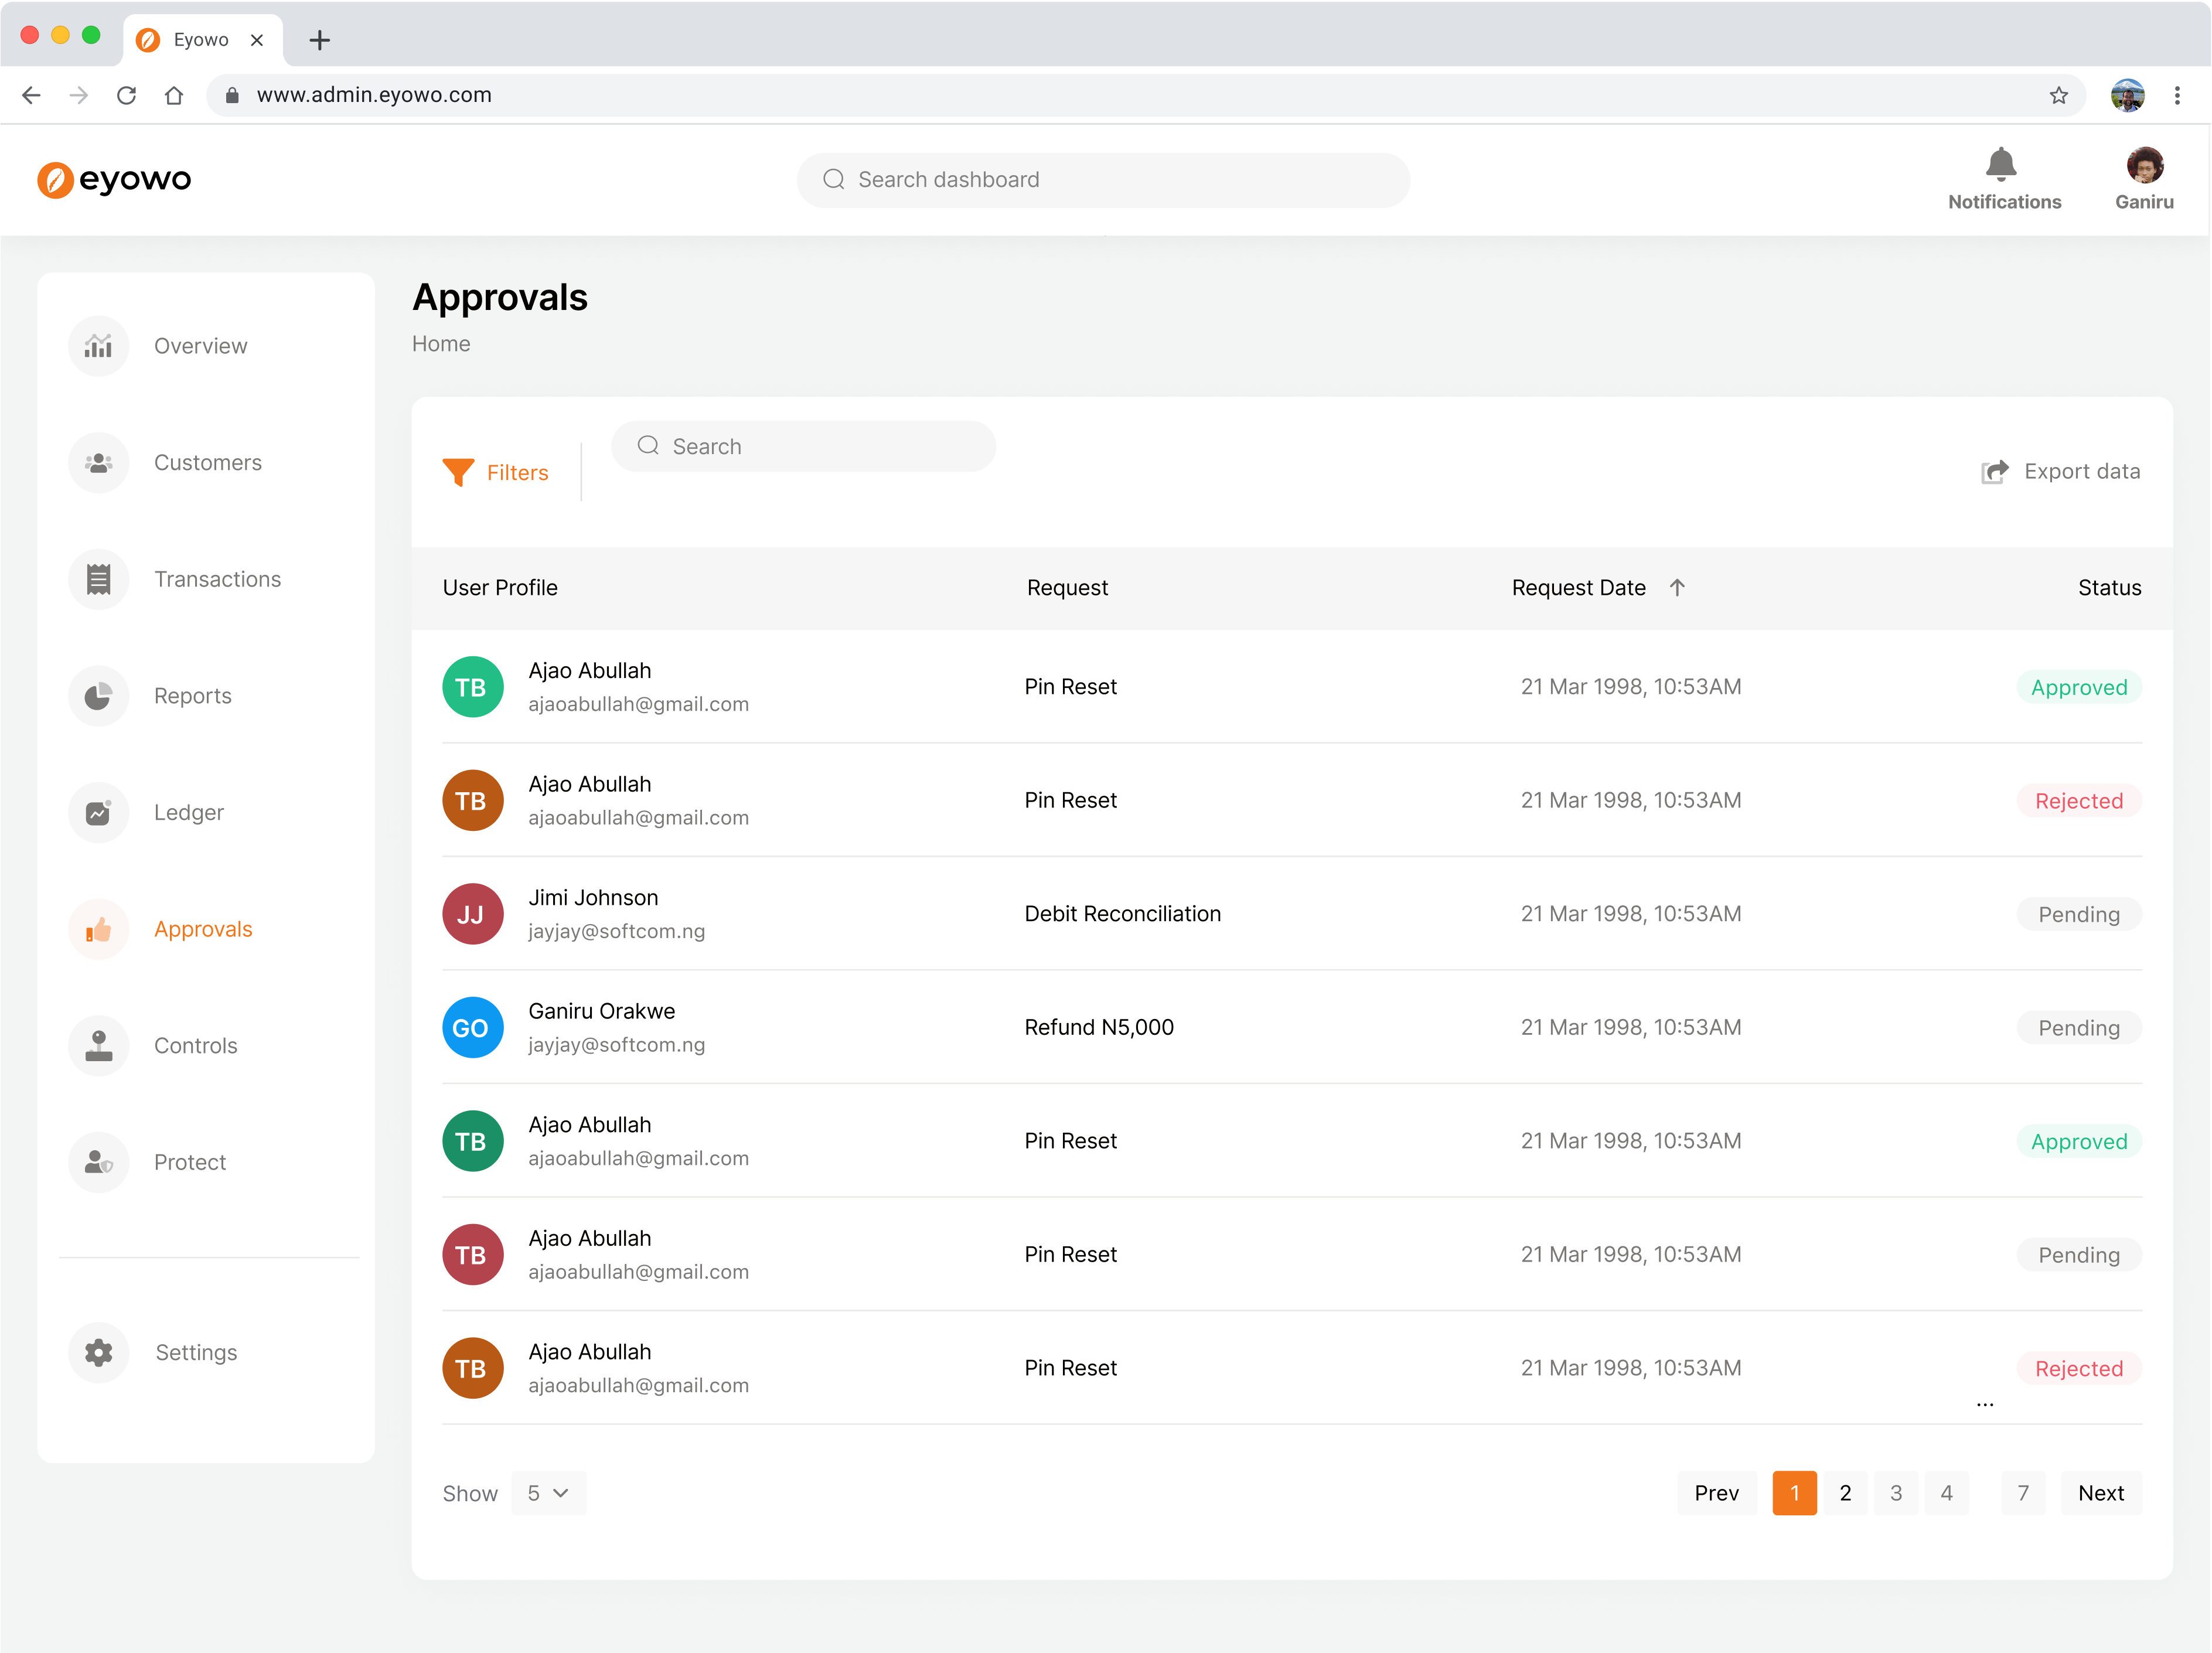 Eyowo
www.admin.eyowo.com
eyowo
Search dashboard
Notifications
Ganiru
Overview
Customers
Transactions
Reports
Ledger
Approvals
Controls
Protect
Settings
Approvals
Home
Filters
Search
Export data
User Profile Request Request Date Status
TB
Ajao Abullah
ajaoabullah@gmail.com
Pin Reset
21 Mar 1998, 10:53AM
Approved
TB
Ajao Abullah
ajaoabullah@gmail.com
Pin Reset
21 Mar 1998, 10:53AM
Rejected
JJ
Jimi Johnson
jayjay@softcom.ng
Debit Reconciliation
21 Mar 1998, 10:53AM
Pending
GO
Ganiru Orakwe
jayjay@softcom.ng
Refund N5,000
21 Mar 1998, 10:53AM
Pending
TB
Ajao Abullah
ajaoabullah@gmail.com
Pin Reset
21 Mar 1998, 10:53AM
Approved
TB
Ajao Abullah
ajaoabullah@gmail.com
Pin Reset
21 Mar 1998, 10:53AM
Pending
TB
Ajao Abullah
ajaoabullah@gmail.com
Pin Reset
21 Mar 1998, 10:53AM
Rejected
...
Show 5
Prev 1 2 3 4 7 Next